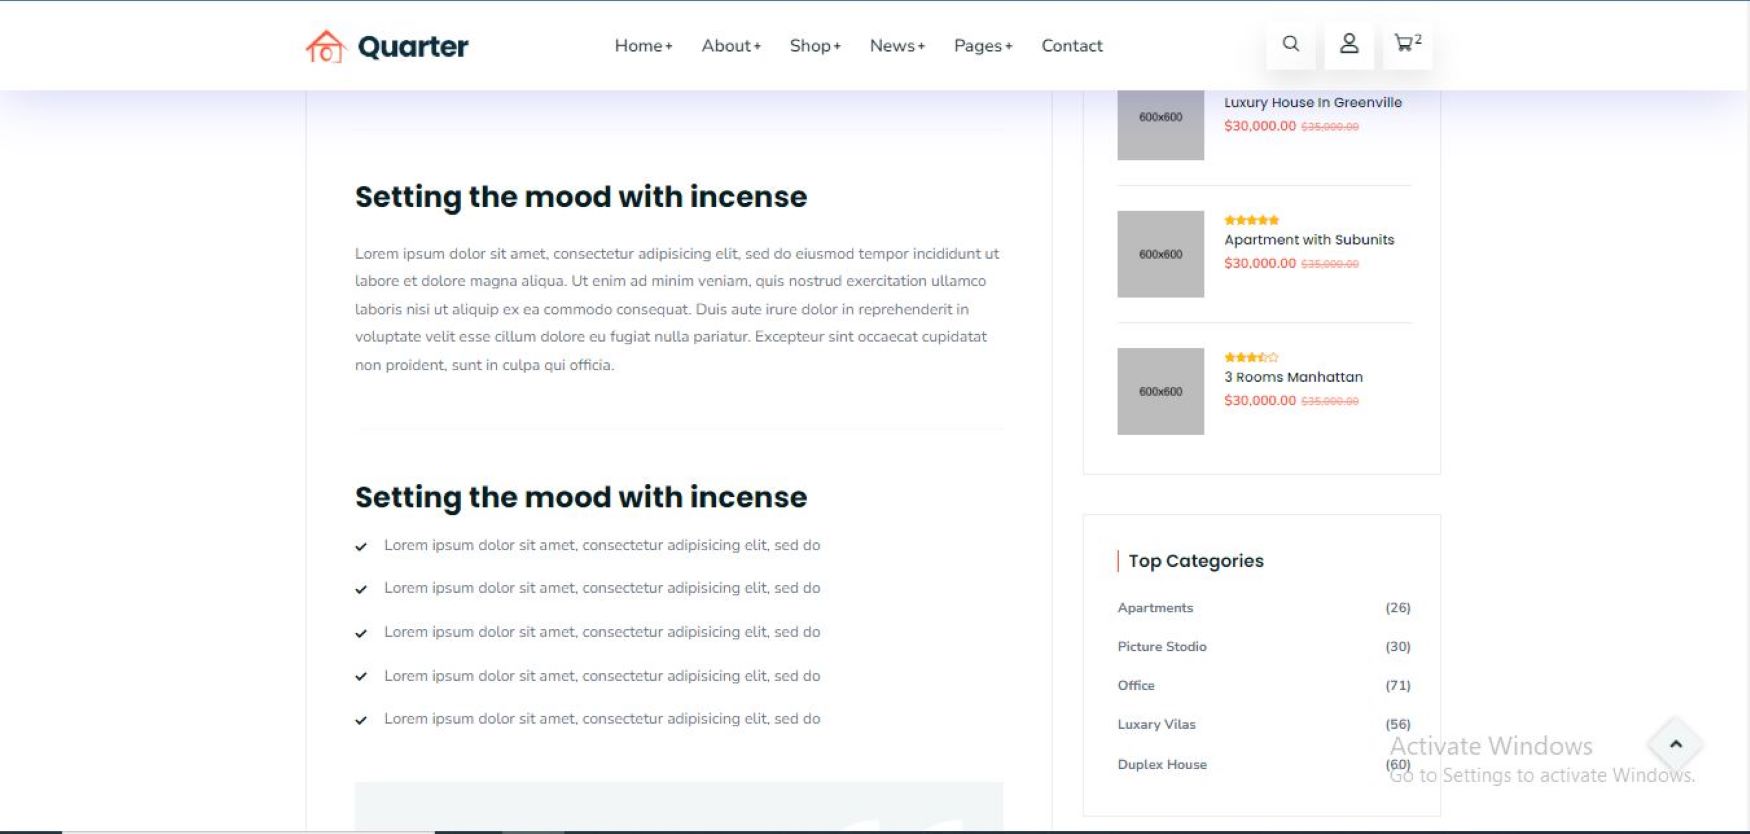 Quarter
Home+ About+ Shop+ News+ Pages+ Contact
2
Setting the mood with incense
Lorem ipsum dolor sit amet, consectetur adipisicing elit, sed do eiusmod tempor incididunt ut
labore et dolore magna aliqua. Ut enim ad minim veniam, quis nostrud exercitation ullamco
laboris nisi ut aliquip ex ea commodo consequat. Duis aute irure dolor in reprehenderit in
voluptate velit esse cillum dolore eu fugiat nulla pariatur. Excepteur sint occaecat cupidatat
non proident, sunt in culpa qui officia.
Setting the mood with incense
Lorem ipsum dolor sit amet, consectetur adipisicing elit, sed do
Lorem ipsum dolor sit amet, consectetur adipisicing elit, sed do
Lorem ipsum dolor sit amet, consectetur adipisicing elit, sed do
Lorem ipsum dolor sit amet, consectetur adipisicing elit, sed do
Lorem ipsum dolor sit amet, consectetur adipisicing elit, sed do
600x600
Luxury House In Greenville
$30,000.00 $35,000.00
600x600
Apartment with Subunits
$30,000.00 $35,000.00
600x600
3 Rooms Manhattan
$30,000.00 $35,000.00
Top Categories
Apartments (26)
Picture Stodio (30)
Office (71)
Luxary Vilas (56)
Duplex House (60)
Activate Windows
Go to Settings to activate Windows.